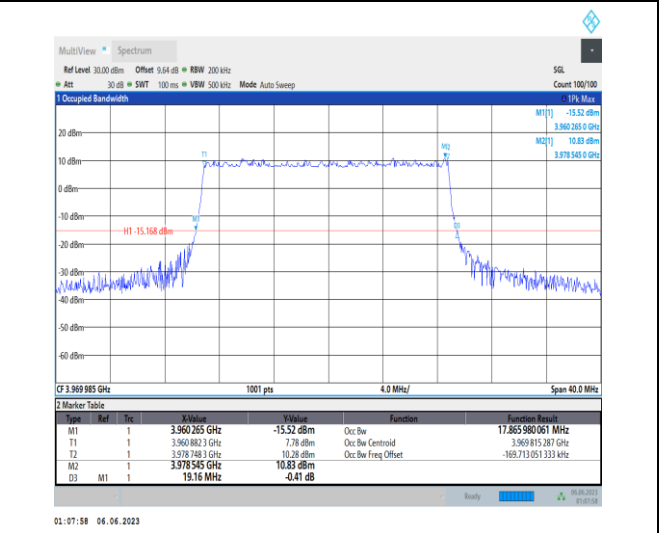 MultiView Spectrum
Ref Level 30.00 dBm Offset 9.64 dB RBW 200 kHz SGL
Att 30 dB SWT 100 ms VBW 500 kHz Mode Auto Sweep Count 100/100
1 Occupied Bandwidth 1Pk Max
M1[1] -15.52 dBm
3.960 265 0 GHz
M2[1] 10.83 dBm
3.978 545 0 GHz
20 dBm
M2
T1
10 dBm
0 dBm
-10 dBm
M1
H1 -15.168 dBm
D3
-20 dBm
-30 dBm
-40 dBm
-50 dBm
-60 dBm
CF 3.969 985 GHz 1001 pts 4.0 MHz/ Span 40.0 MHz
2 Marker Table
Type Ref Trc X-Value Y-Value Function Function Result
M1 1 3.960 265 GHz -15.52 dBm Occ Bw 17.865 980 061 MHz
T1 1 3.960 882 3 GHz 7.78 dBm Occ Bw Centroid 3.969 815 287 GHz
T2 1 3.978 748 3 GHz 10.28 dBm Occ Bw Freq Offset -169.713 051 333 kHz
M2 1 3.978 545 GHz 10.83 dBm
D3 M1 1 19.16 MHz -0.41 dB
Ready 06.06.2023
01:07:58
01:07:58 06.06.2023